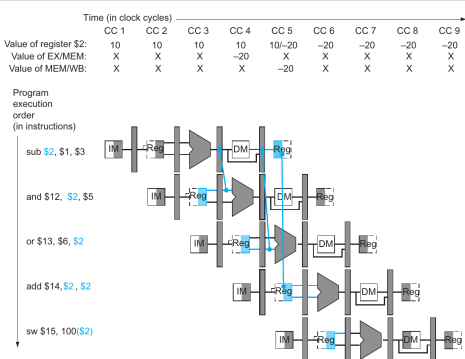 Time (in clock cycles)
CC 1 CC 2 CC 3 CC 4 CC 5 CC 6 CC 7 CC 8 CC 9
Value of register $2: 10 10 10 10 10/–20 –20 –20 –20 –20
Value of EX/MEM: X X X –20 X X X X X
Value of MEM/WB: X X X X –20 X X X X
Program
execution
order
(in instructions)
sub $2, $1, $3
IM Reg DM Reg
and $12, $2, $5
IM Reg DM Reg
or $13, $6, $2
IM Reg DM Reg
add $14,$2 , $2
IM Reg DM Reg
sw $15, 100($2)
IM Reg DM Reg